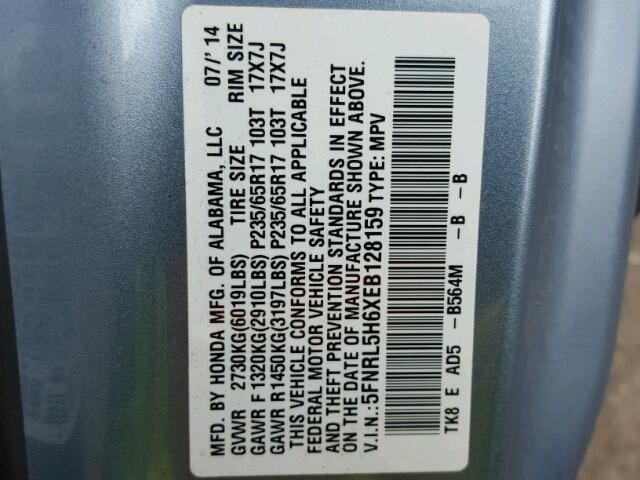 MFD. BY HONDA MFG. OF ALABAMA, LLC 07/'14
GVWR 2730KG(6019LBS) TIRE SIZE RIM SIZE
GAWR F 1320KG(2910LBS) P235/65R17 103T 17X7J
GAWR R1450KG(3197LBS) P235/65R17 103T 17X7J
THIS VEHICLE CONFORMS TO ALL APPLICABLE
FEDERAL MOTOR VEHICLE SAFETY
AND THEFT PREVENTION STANDARDS IN EFFECT
ON THE DATE OF MANUFACTURE SHOWN ABOVE.
V.I.N.:5FNRL5H6XEB128159 TYPE: MPV
TK8 E AD5 -B564M - B - B